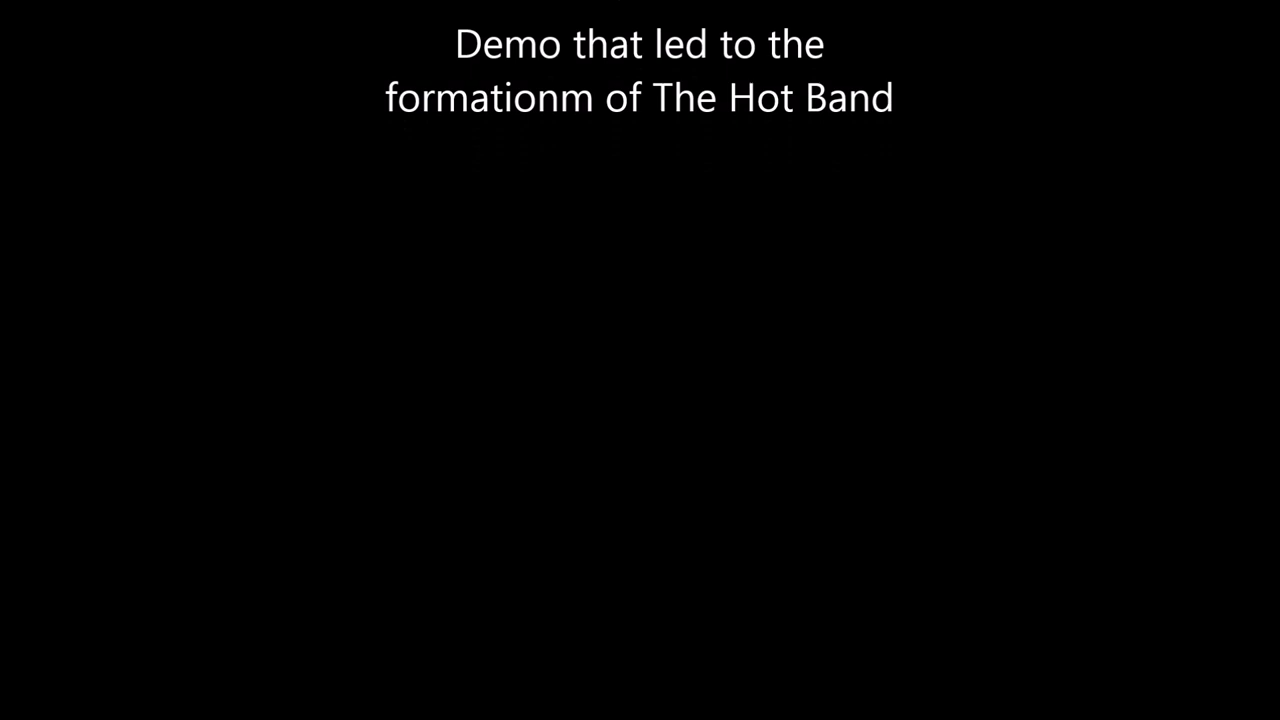 Demo that led to the
formationm of The Hot Band